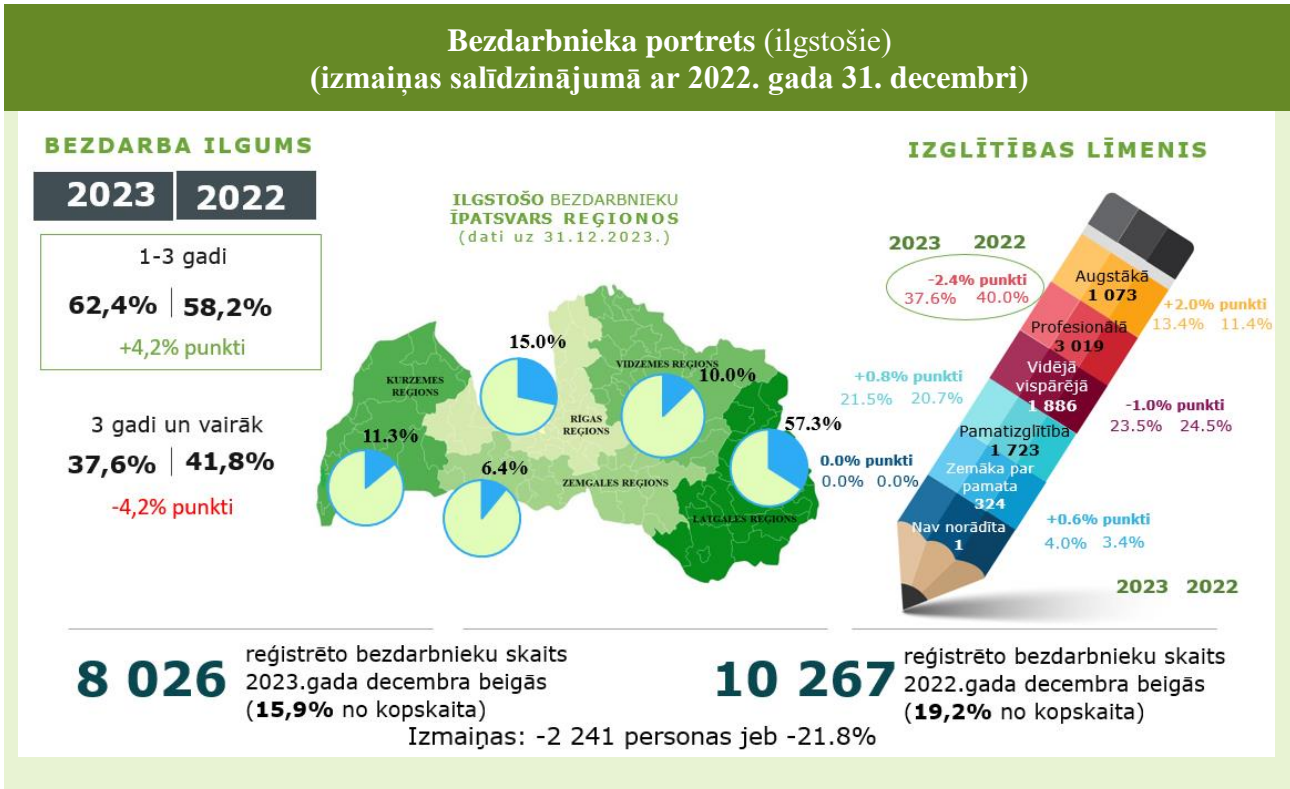 Bezdarbnieka portrets (ilgstošie)
(izmaiņas salīdzinājumā ar 2022. gada 31. decembri)
BEZDARBA ILGUMS
2023
2022
1-3 gadi
62,4% 58,2%
+4,2% punkti
3 gadi un vairāk
37,6% 41,8%
-4,2% punkti
ILGSTOŠO BEZDARBNIEKU
ĪPATSVARS REĢIONOS
(dati uz 31.12.2023.)
15.0%
VIDZEMES REGIONS
10.0%
KURZEMES
REGIONS
RĪGAS
REĢIONS
11.3%
57.3%
6.4%
ZEMGALES REGIONS
LATGALES REGIONS
IZGLĪTĪBAS LĪMENIS
2023 2022
-2.4% punkti
37.6% 40.0%
Augstākā
1 073
+2.0% punkti
13.4% 11.4%
Profesionālā
3 019
Vidējā
vispārējā
1 886
+0.8% punkti
21.5% 20.7%
-1.0% punkti
23.5% 24.5%
Pamatizglītība
1 723
0.0% punkti
0.0% 0.0%
Zemāka par
pamata
324
Nav norādīta
1
+0.6% punkti
4.0% 3.4%
2023 2022
8 026
reģistrēto bezdarbnieku skaits
2023.gada decembra beigās
(15,9% no kopskaita)
10 267
reģistrēto bezdarbnieku skaits
2022.gada decembra beigās
(19,2% no kopskaita)
Izmaiņas: -2 241 personas jeb -21.8%